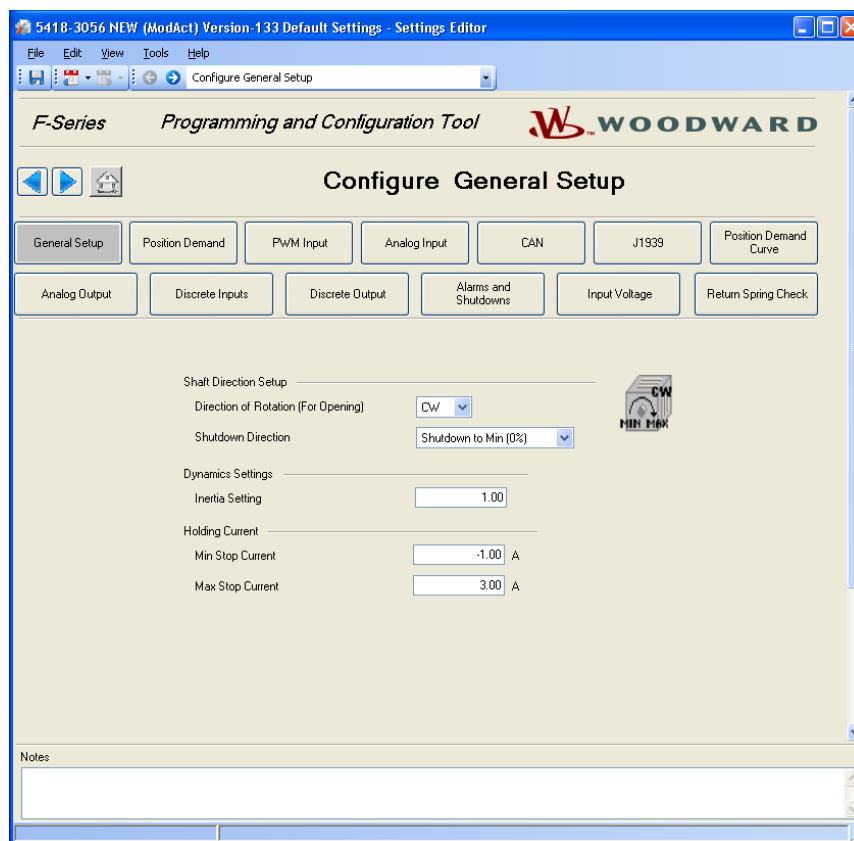 5418-3056 NEW (ModAct) Version-133 Default Settings - Settings Editor
File Edit View Tools Help
Configure General Setup
F-Series Programming and Configuration Tool WOODWARD
Configure General Setup
General Setup Position Demand PWM Input Analog Input CAN J1939 Position Demand Curve
Analog Output Discrete Inputs Discrete Output Alarms and Shutdowns Input Voltage Return Spring Check
Shaft Direction Setup
Direction of Rotation (For Opening) CW
Shutdown Direction Shutdown to Min (0%)
CW
MIN MAX
Dynamics Settings
Inertia Setting 1.00
Holding Current
Min Stop Current -1.00 A
Max Stop Current 3.00 A
Notes